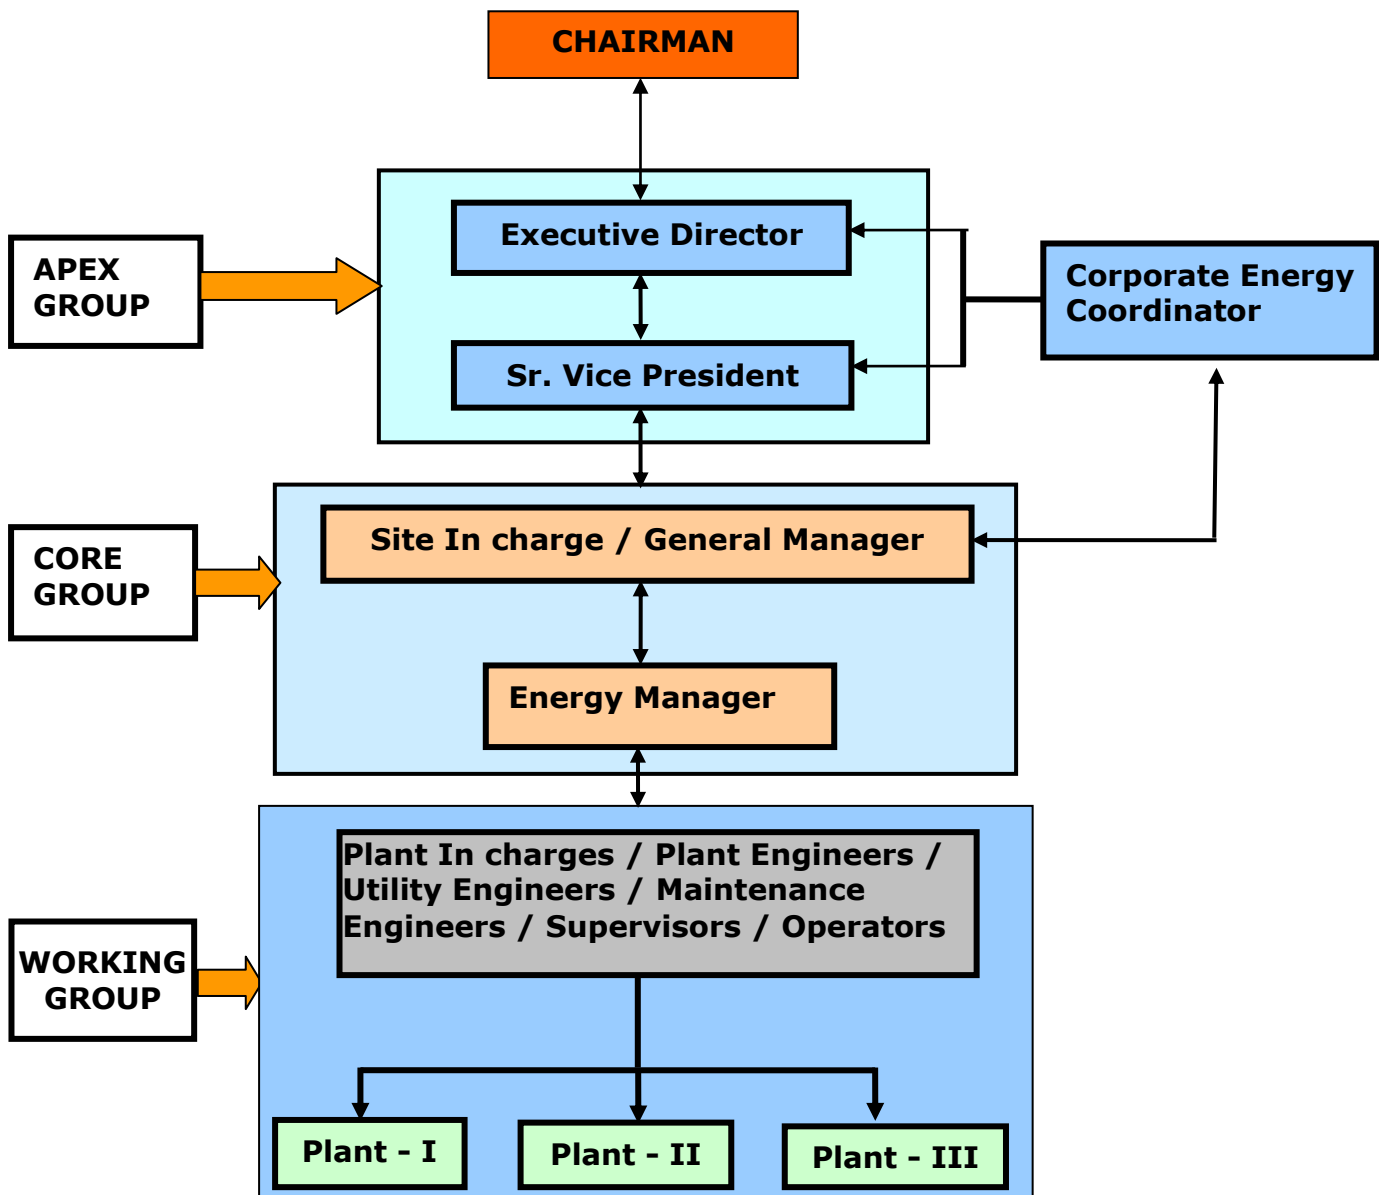 CHAIRMAN
Executive Director
APEX
GROUP
Corporate Energy
Coordinator
Sr. Vice President
CORE
GROUP
Site In charge / General Manager
Energy Manager
Plant In charges / Plant Engineers /
Utility Engineers / Maintenance
Engineers / Supervisors / Operators
WORKING
GROUP
Plant - I
Plant - II
Plant - III